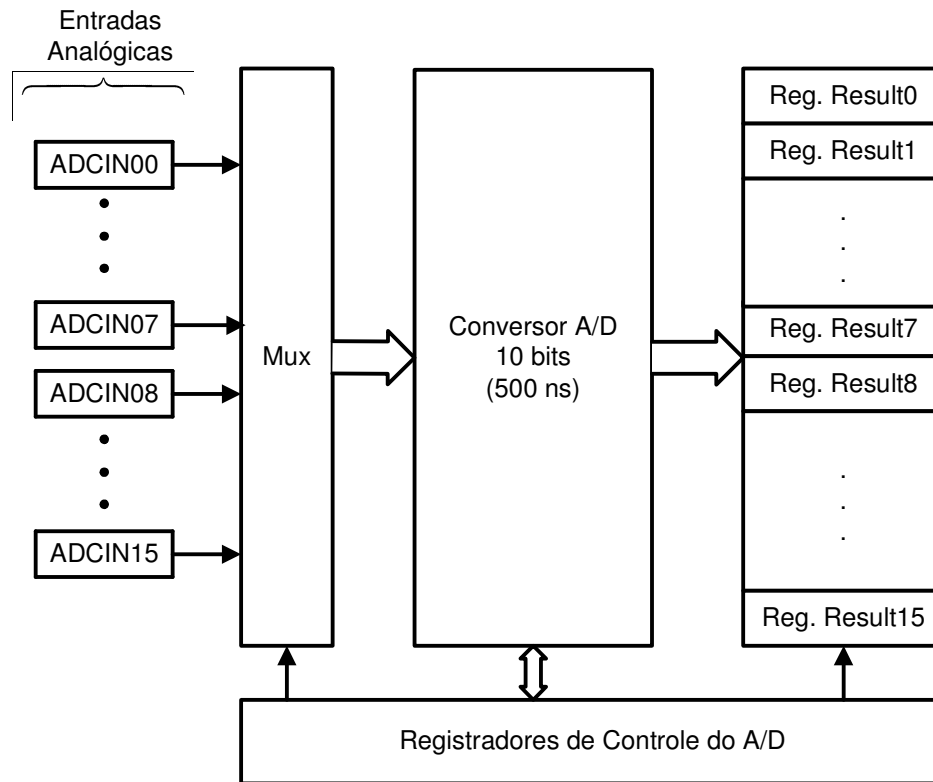 Entradas
Analógicas
ADCIN00
ADCIN07
ADCIN08
ADCIN15
Mux
Conversor A/D
10 bits
(500 ns)
Reg. Result0
Reg. Result1
Reg. Result7
Reg. Result8
Reg. Result15
Registradores de Controle do A/D